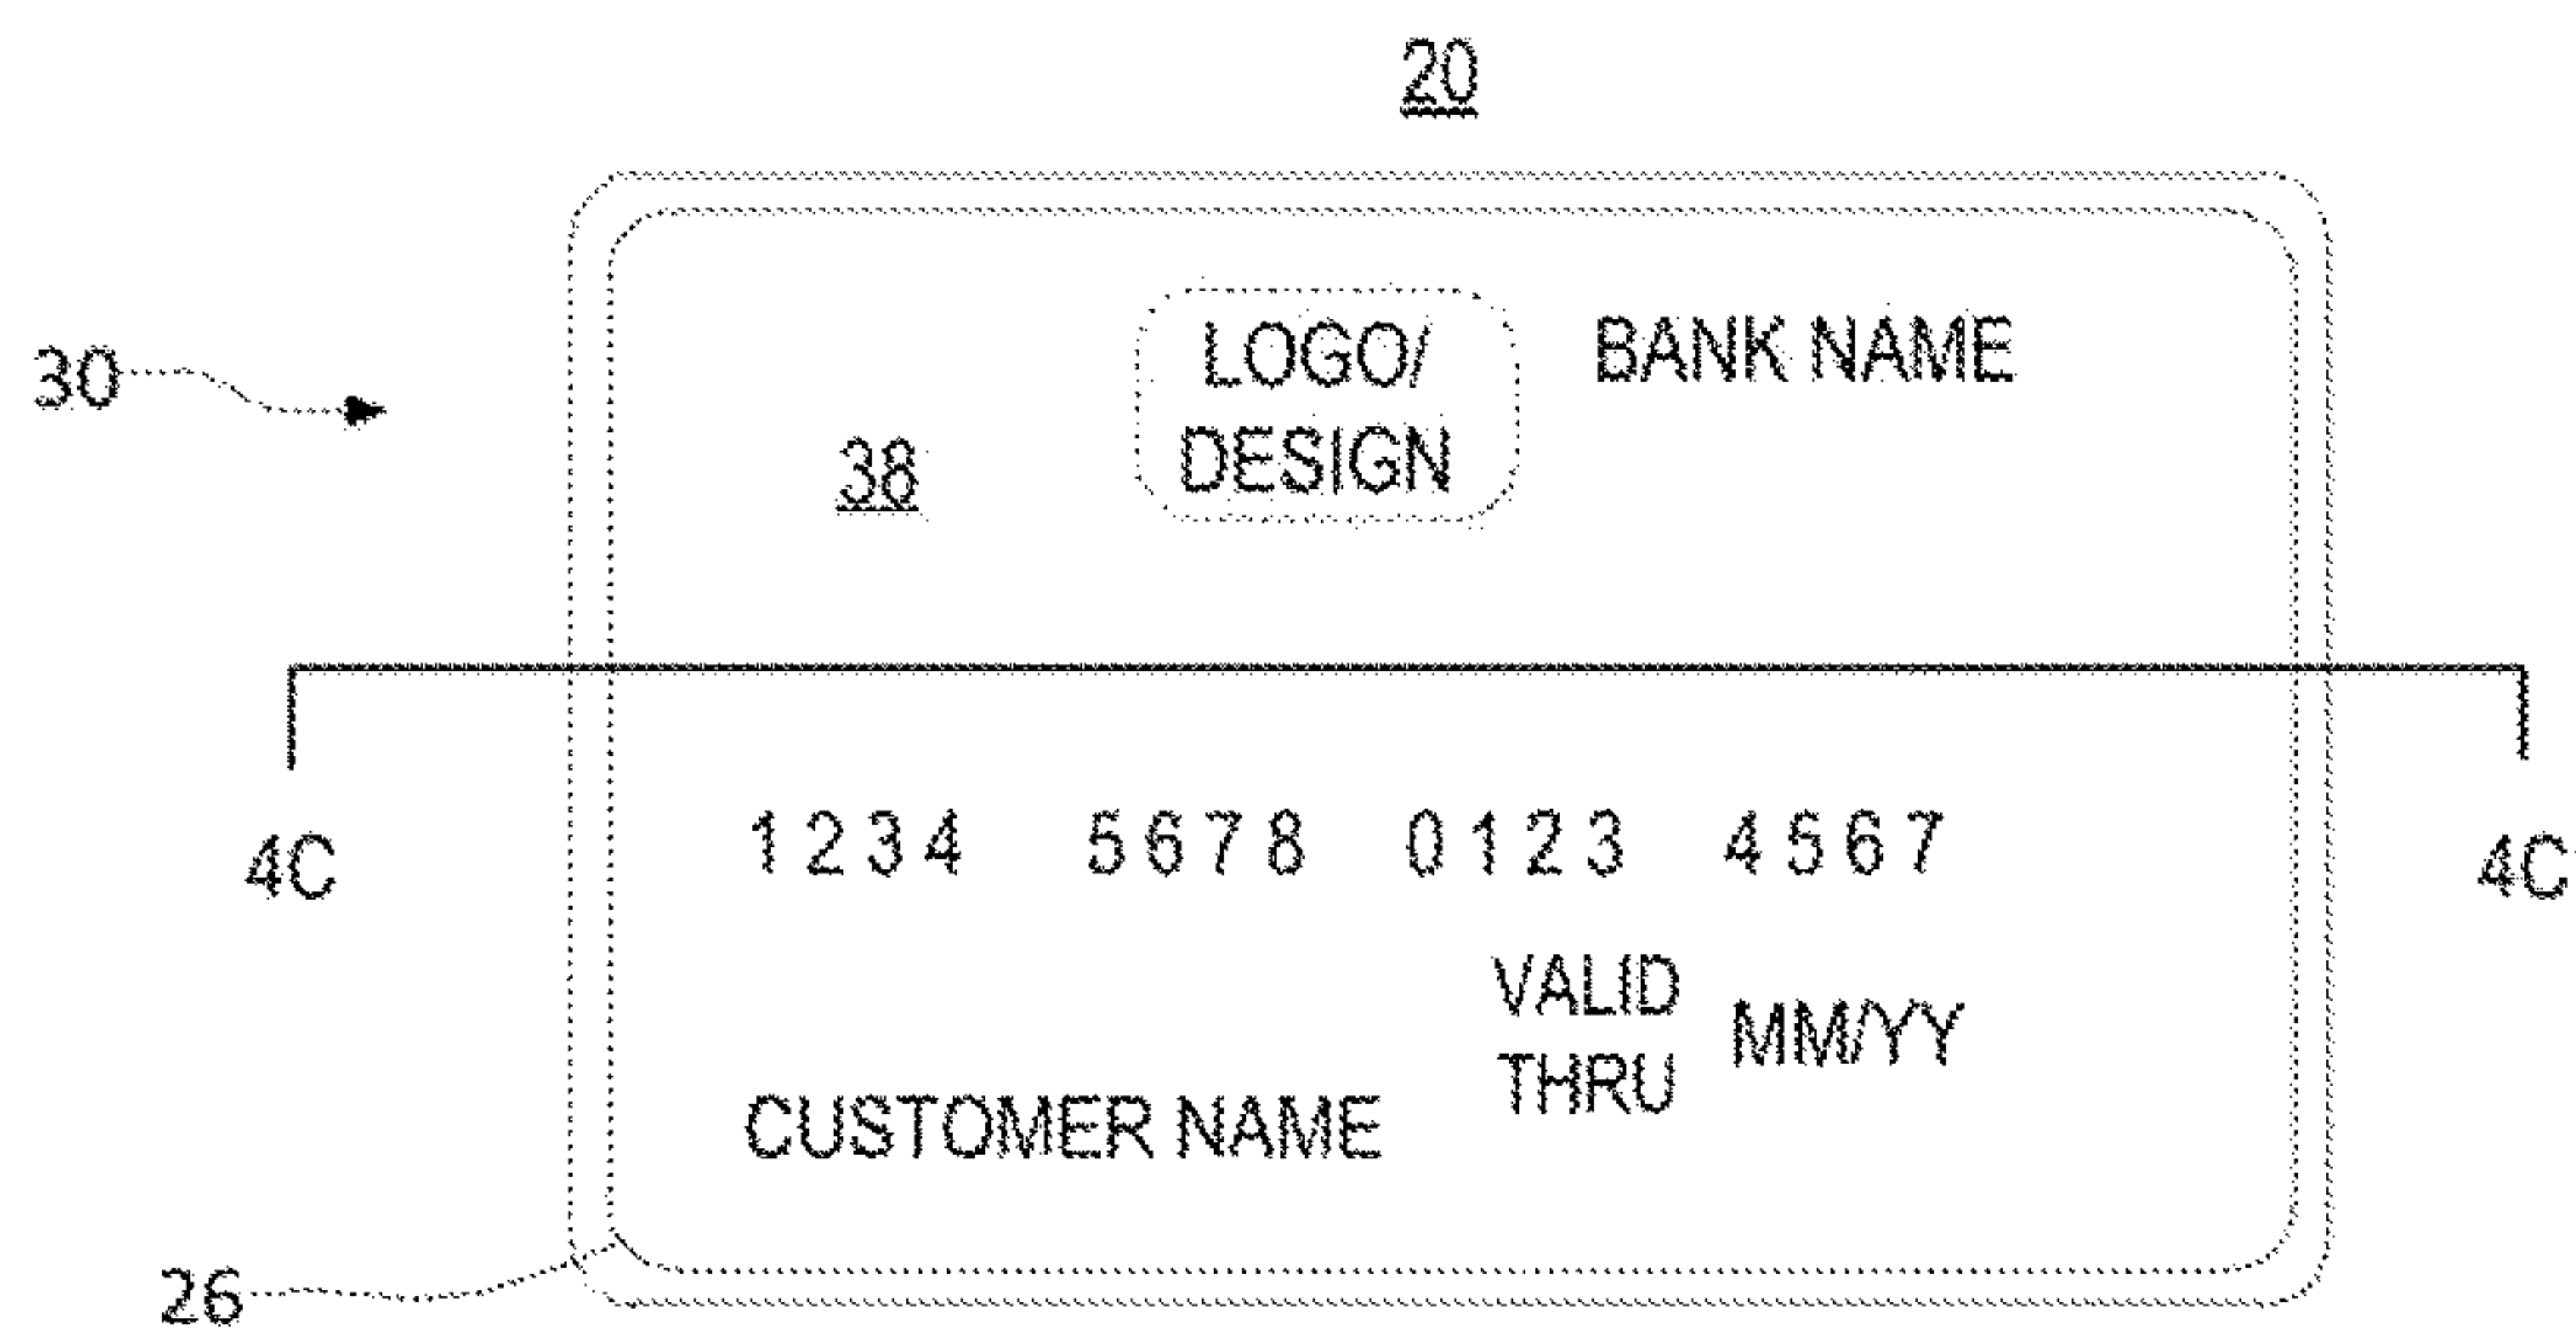 20
30
LOGO/
DESIGN
BANK NAME
38
4C
4C
1234 5678 0123 4567
VALID
THRU
MM/YY
CUSTOMER NAME
26